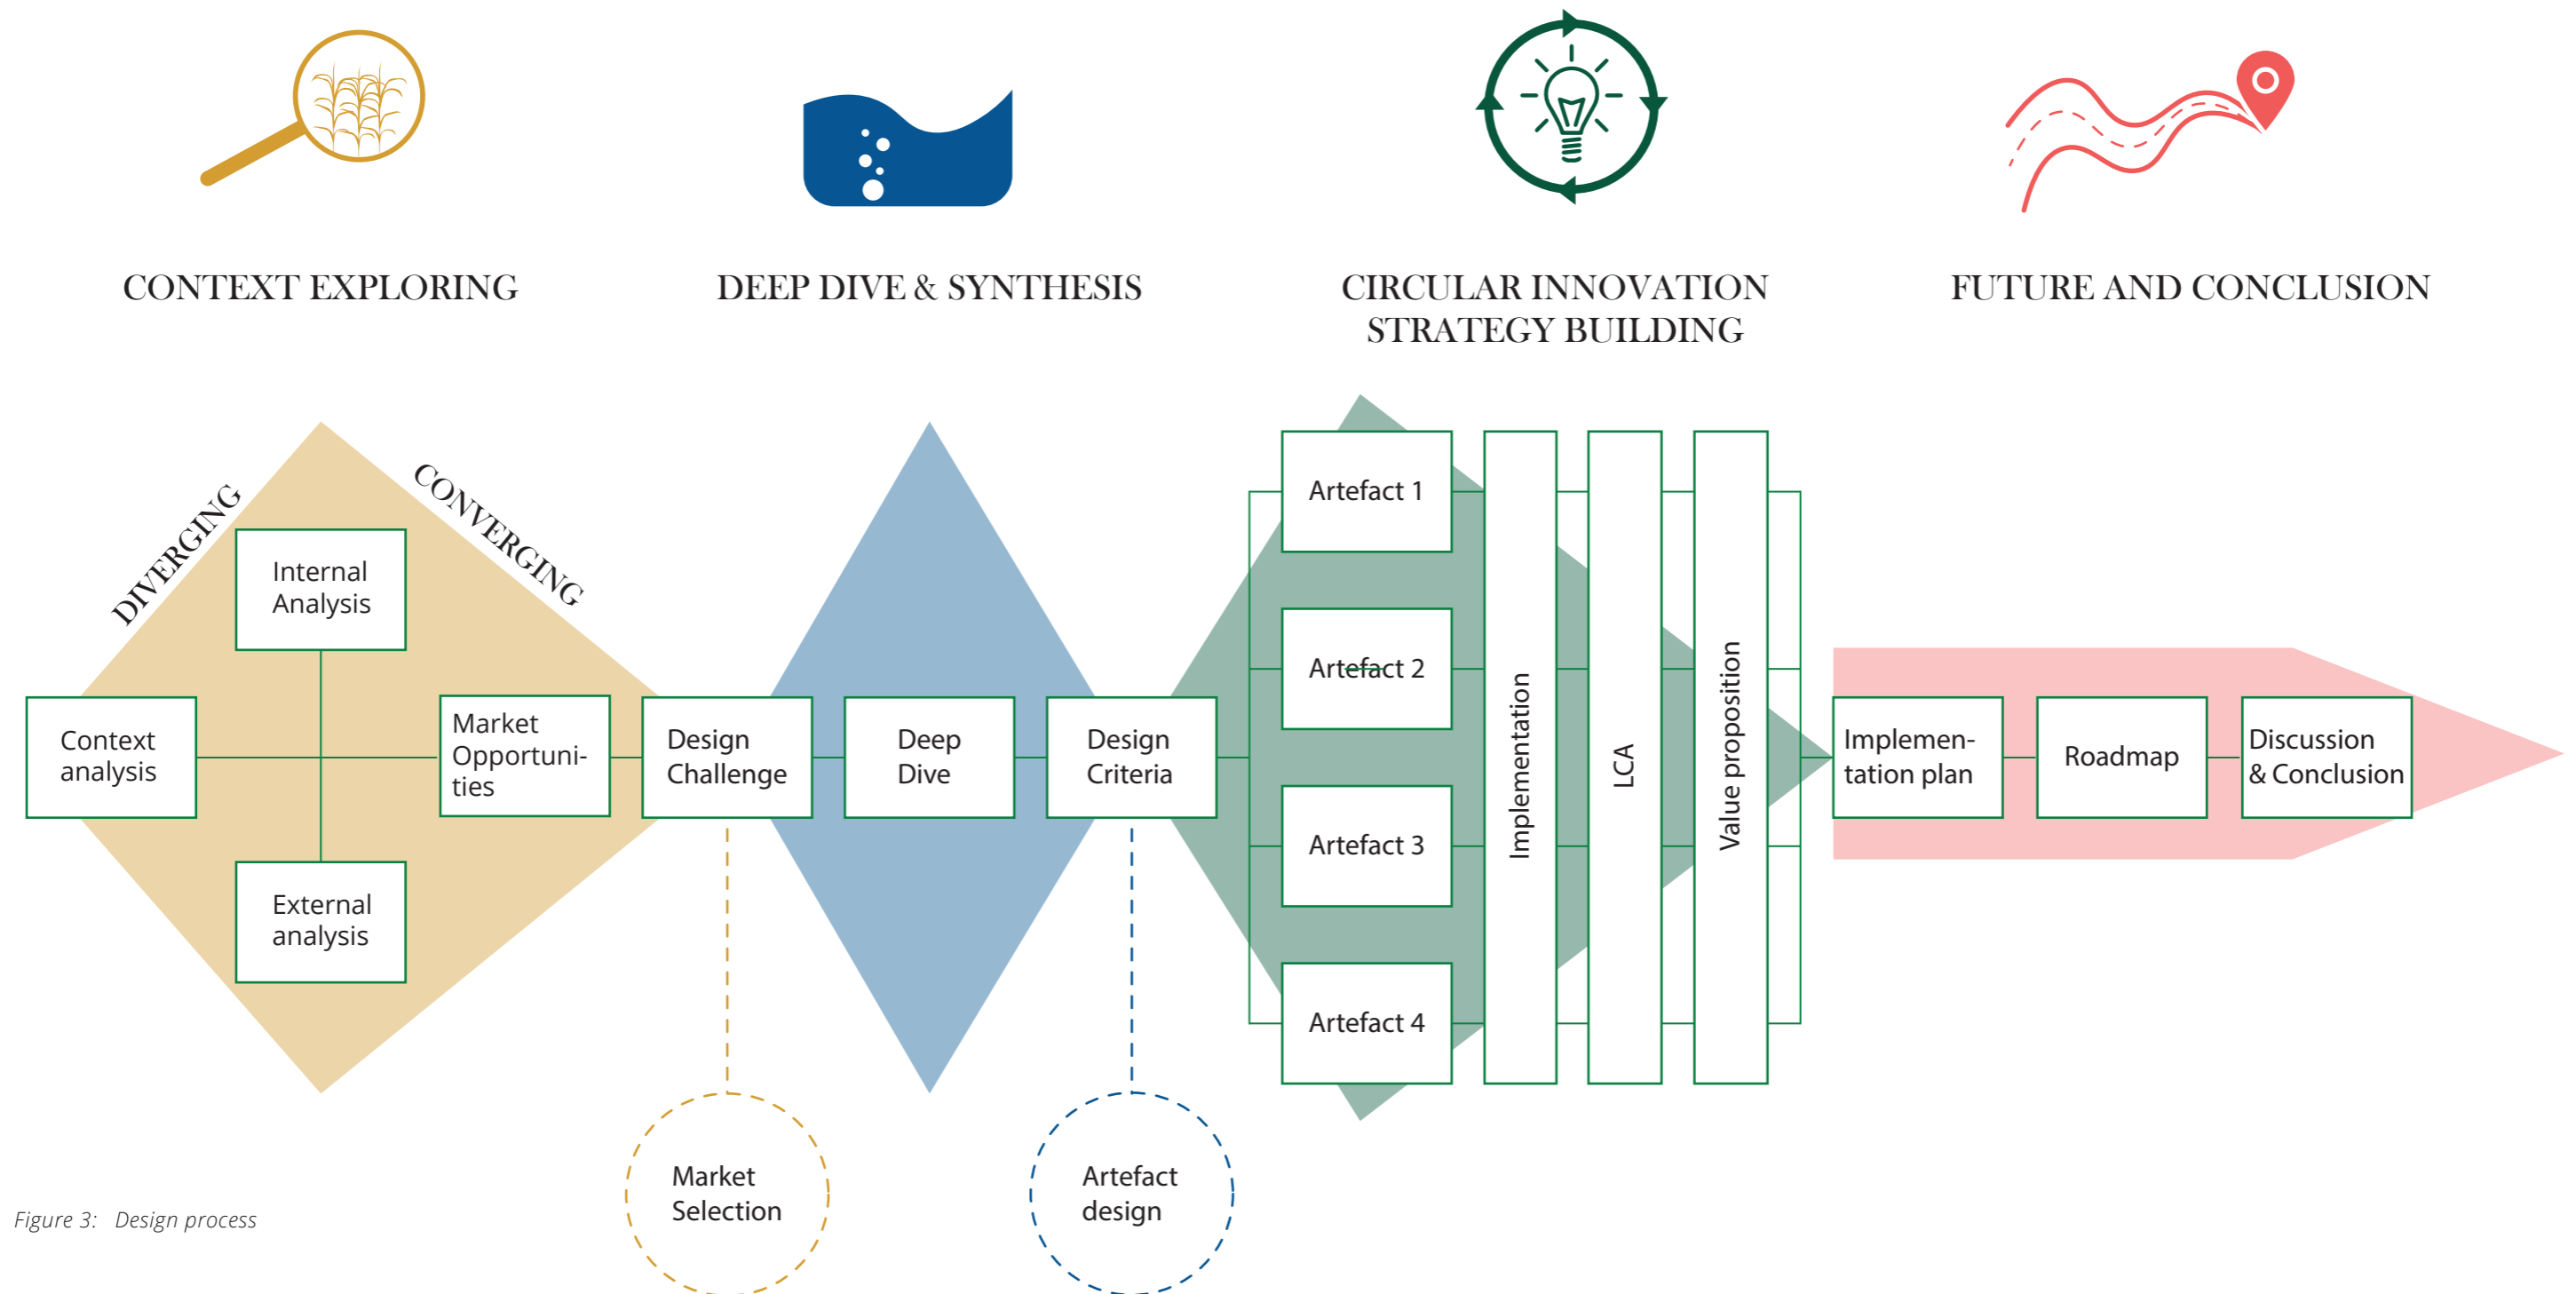 CONTEXT EXPLORING
DEEP DIVE & SYNTHESIS
CIRCULAR INNOVATION
STRATEGY BUILDING
FUTURE AND CONCLUSION
DIVERGING
CONVERGING
Internal
Analysis
Context
analysis
External
analysis
Market
Opportuni-
ties
Design
Challenge
Deep
Dive
Design
Criteria
Artefact 1
Artefact 2
Artefact 3
Artefact 4
Implementation
LCA
Value proposition
Implemen-
tation plan
Roadmap
Discussion
& Conclusion
Market
Selection
Artefact
design
Figure 3: Design process